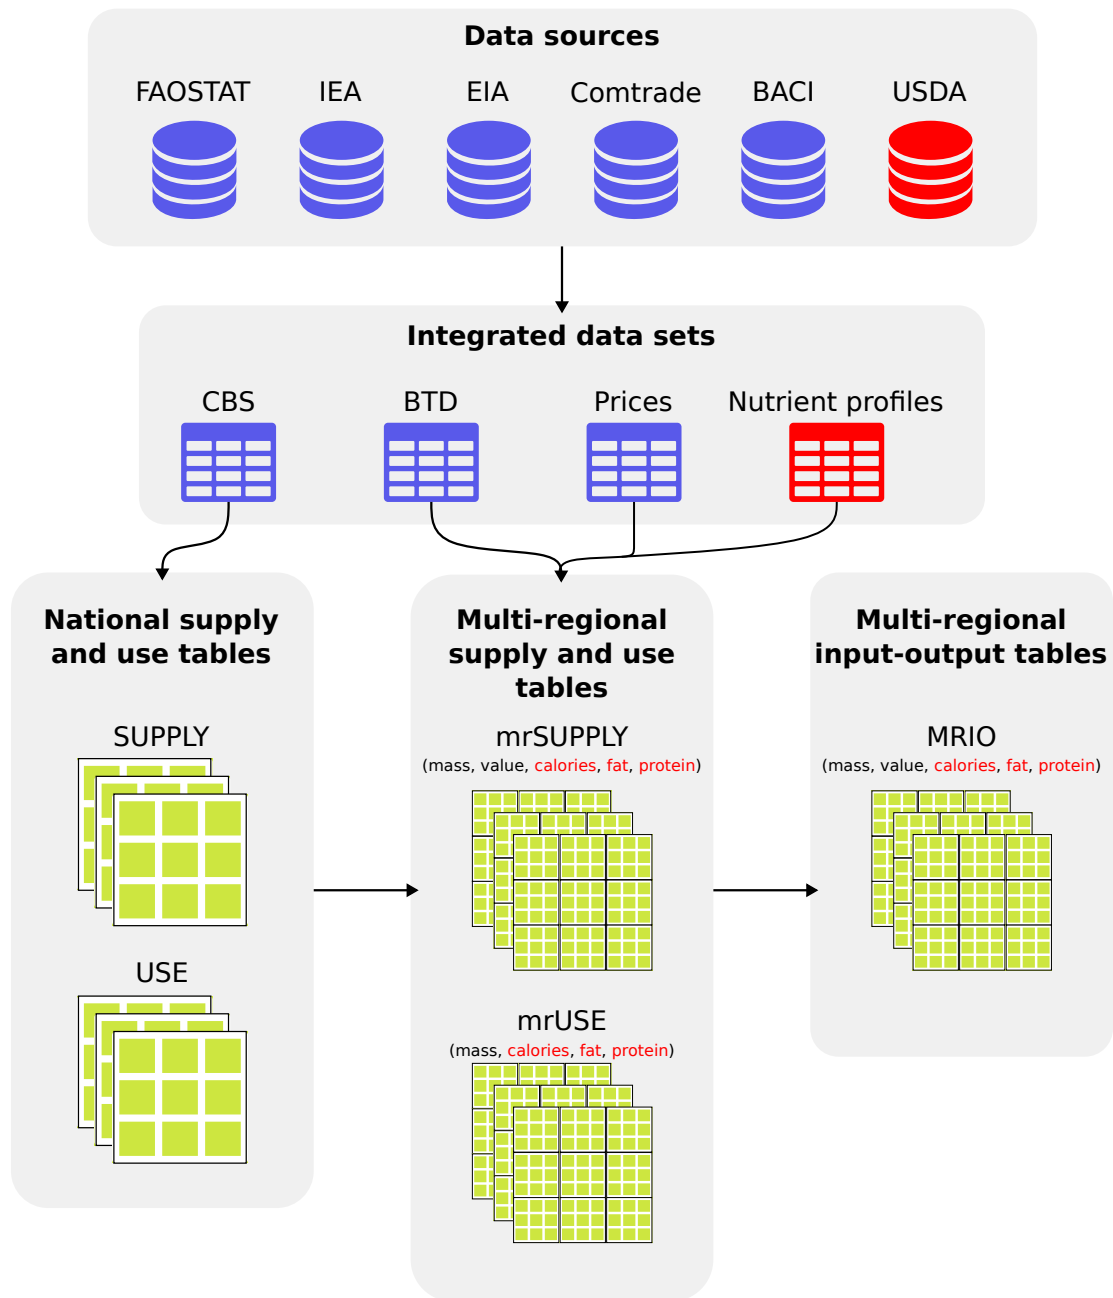 Data sources
FAOSTAT
IEA
EIA
Comtrade
BACI
USDA
Integrated data sets
CBS
BTD
Prices
Nutrient profiles
National supply
and use tables
SUPPLY
USE
Multi-regional
supply and use
tables
mrSUPPLY
(mass, value, calories, fat, protein)
mrUSE
(mass, calories, fat, protein)
Multi-regional
input-output tables
MRIO
(mass, value, calories, fat, protein)